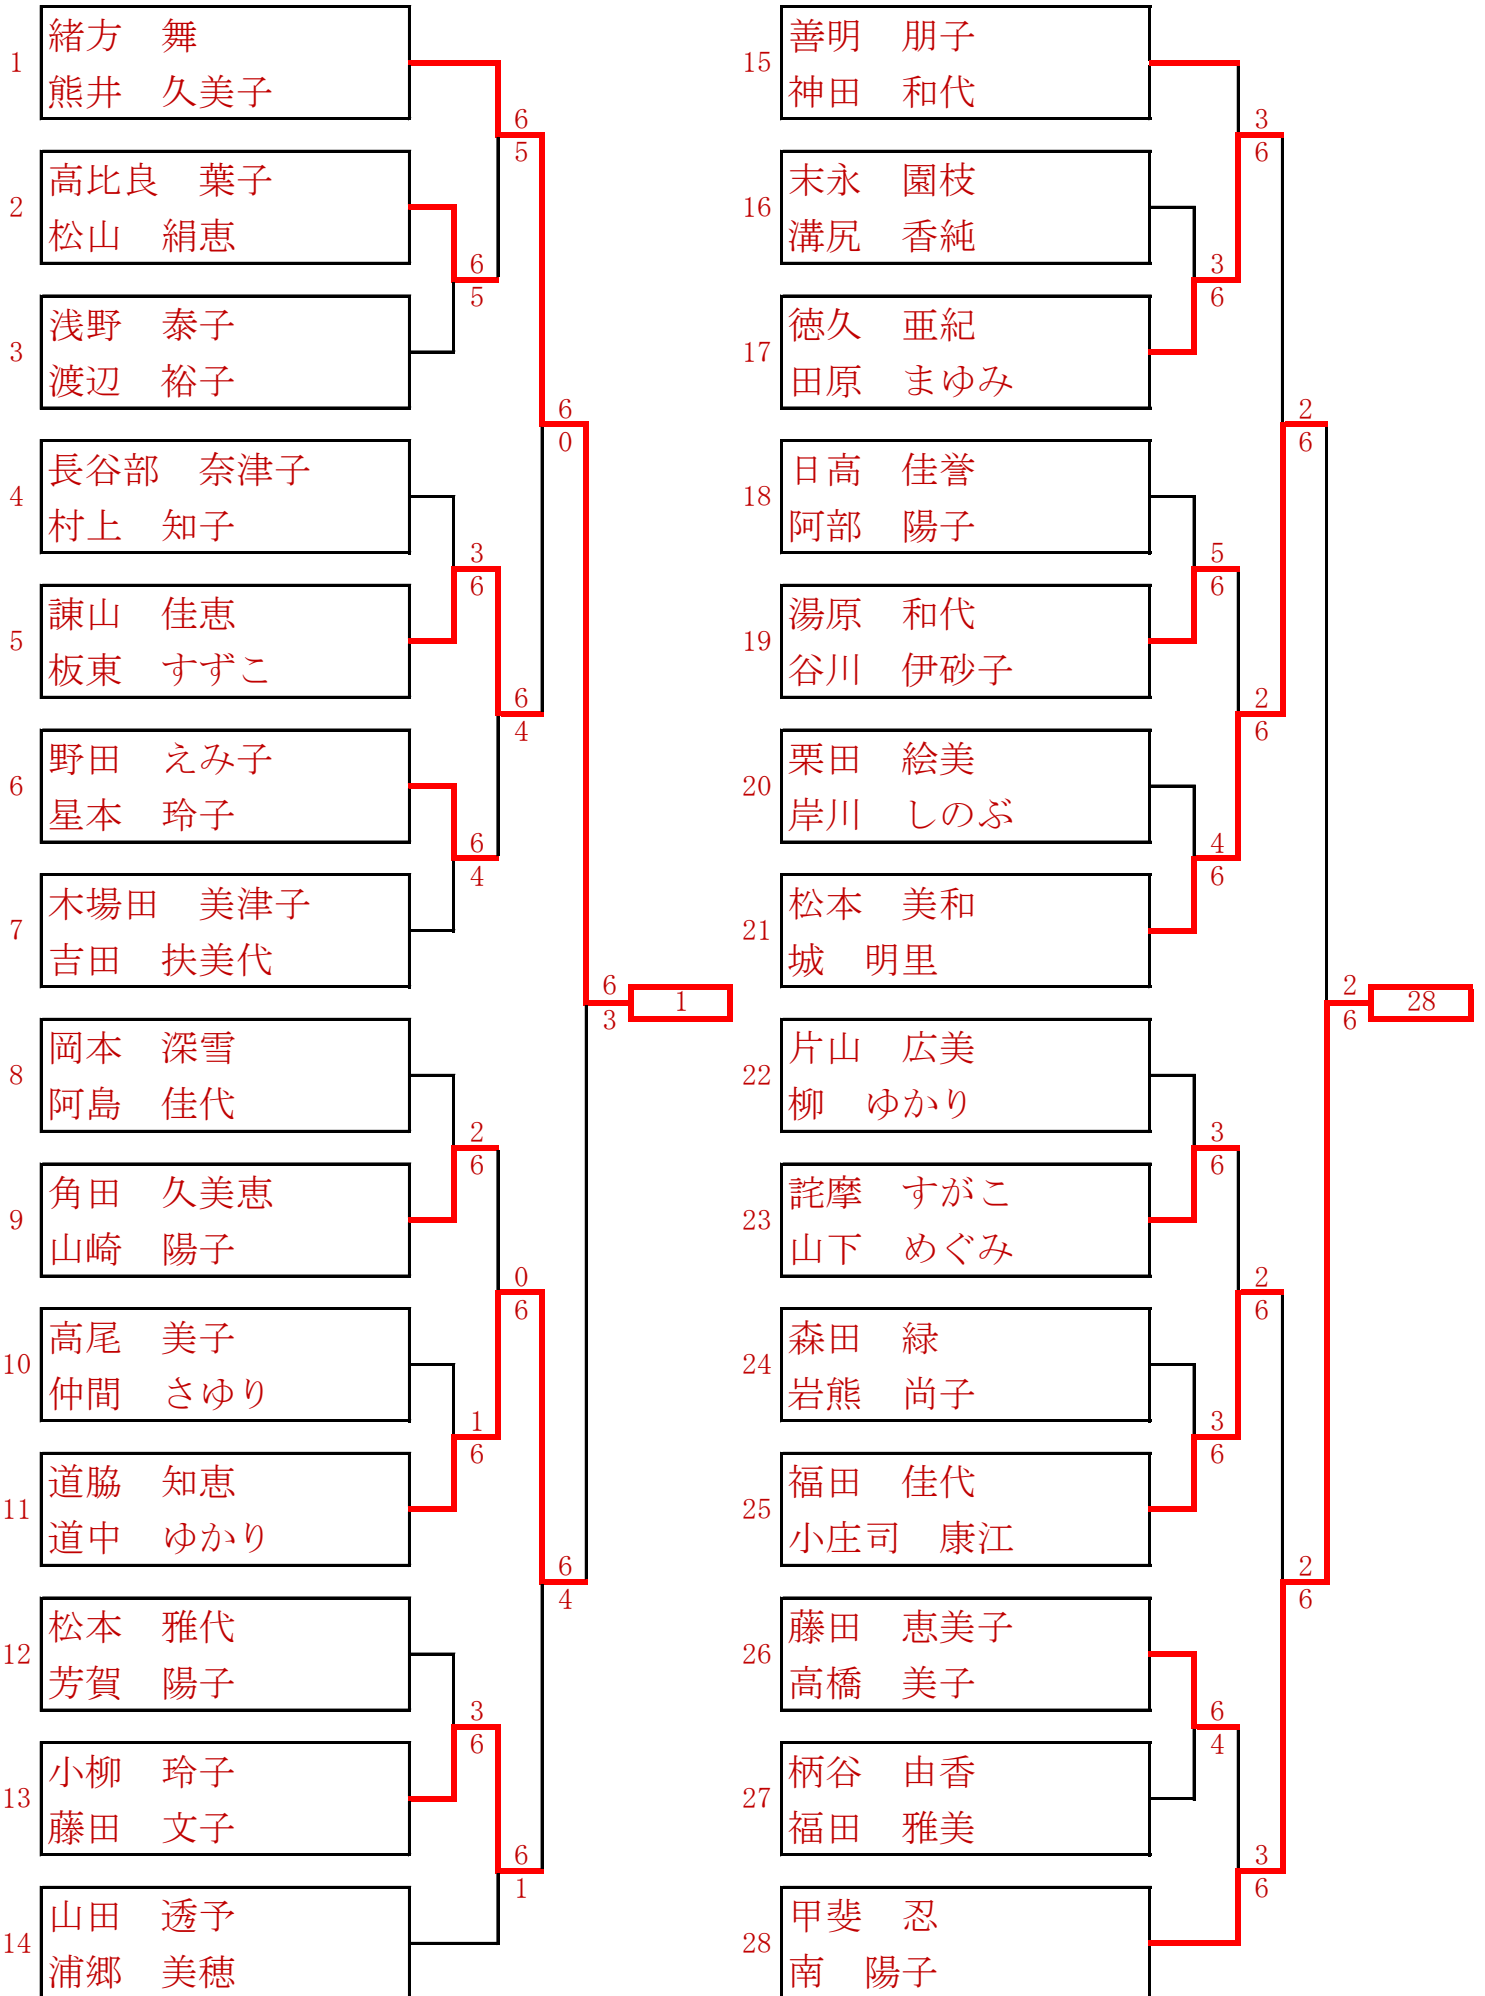 1
緒方　舞
熊井　久美子
2
高比良　葉子
松山　絹恵
3
浅野　泰子
渡辺　裕子
4
長谷部　奈津子
村上　知子
5
諫山　佳恵
板東　すずこ
6
野田　えみ子
星本　玲子
7
木場田　美津子
吉田　扶美代
8
岡本　深雪
阿島　佳代
9
角田　久美恵
山崎　陽子
10
高尾　美子
仲間　さゆり
11
道脇　知恵
道中　ゆかり
12
松本　雅代
芳賀　陽子
13
小柳　玲子
藤田　文子
14
山田　透予
浦郷　美穂
6
5
6
5
6
0
3
6
6
4
6
4
6
3
1
2
6
0
6
1
6
6
4
3
6
6
1
15
善明　朋子
神田　和代
16
末永　園枝
溝尻　香純
17
徳久　亜紀
田原　まゆみ
18
日高　佳誉
阿部　陽子
19
湯原　和代
谷川　伊砂子
20
栗田　絵美
岸川　しのぶ
21
松本　美和
城　明里
22
片山　広美
柳　ゆかり
23
詫摩　すがこ
山下　めぐみ
24
森田　緑
岩熊　尚子
25
福田　佳代
小庄司　康江
26
藤田　恵美子
高橋　美子
27
柄谷　由香
福田　雅美
28
甲斐　忍
南　陽子
3
6
3
6
2
6
5
6
2
6
4
6
2
6
28
3
6
2
6
3
6
2
6
6
4
3
6